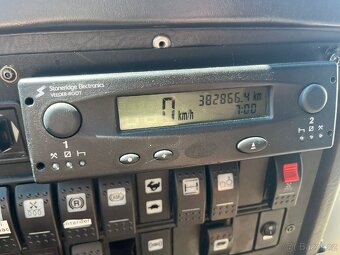 Stoneridge Electronics
VEEDER-ROOT
382866.4 km
0 km/h
7:00
1
2